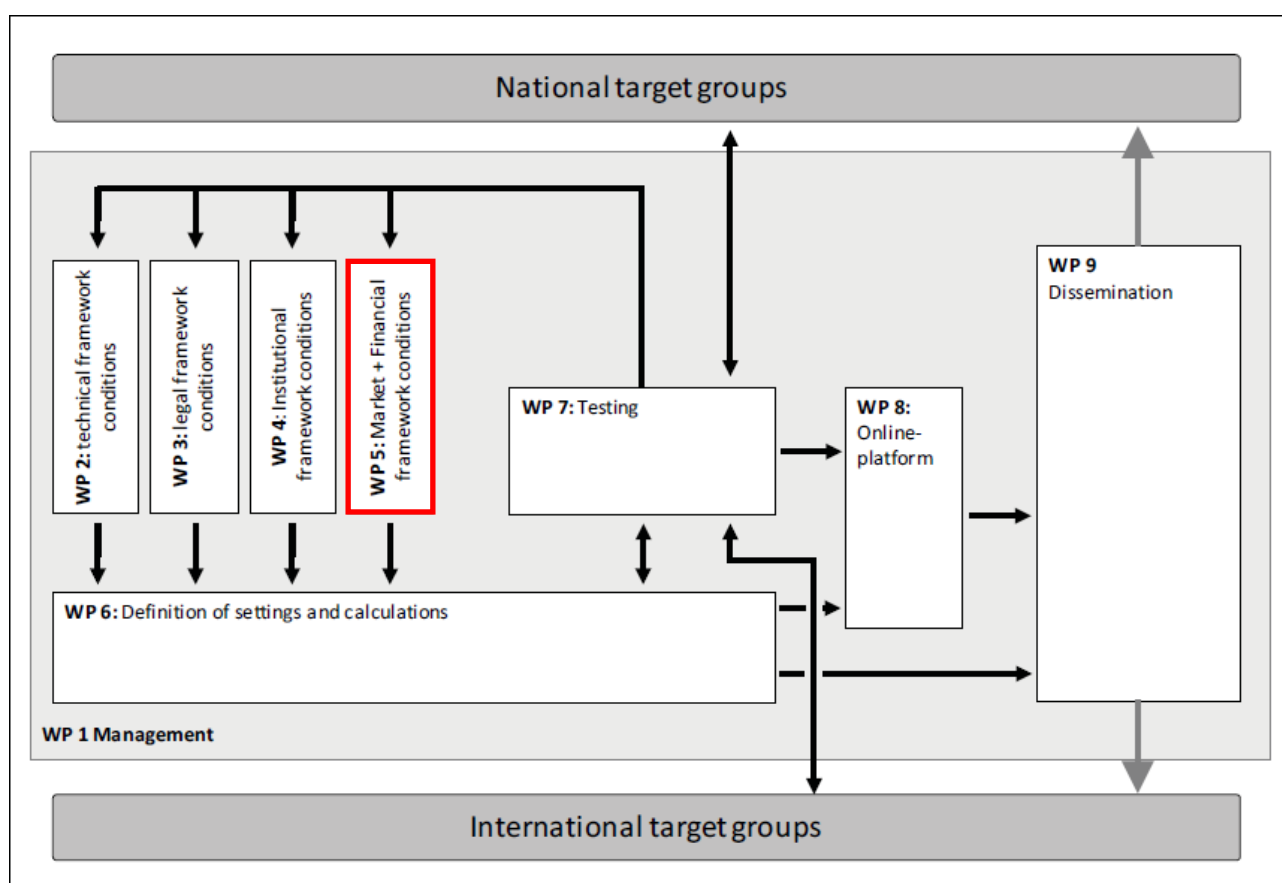 National target groups
WP 2: technical framework
conditions
WP 3: legal framework
conditions
WP 4: Institutional
framework conditions
WP 5: Market + Financial
framework conditions
WP 7: Testing
WP 8:
Online-
platform
WP 9
Dissemination
WP 6: Definition of settings and calculations
WP 1 Management
International target groups